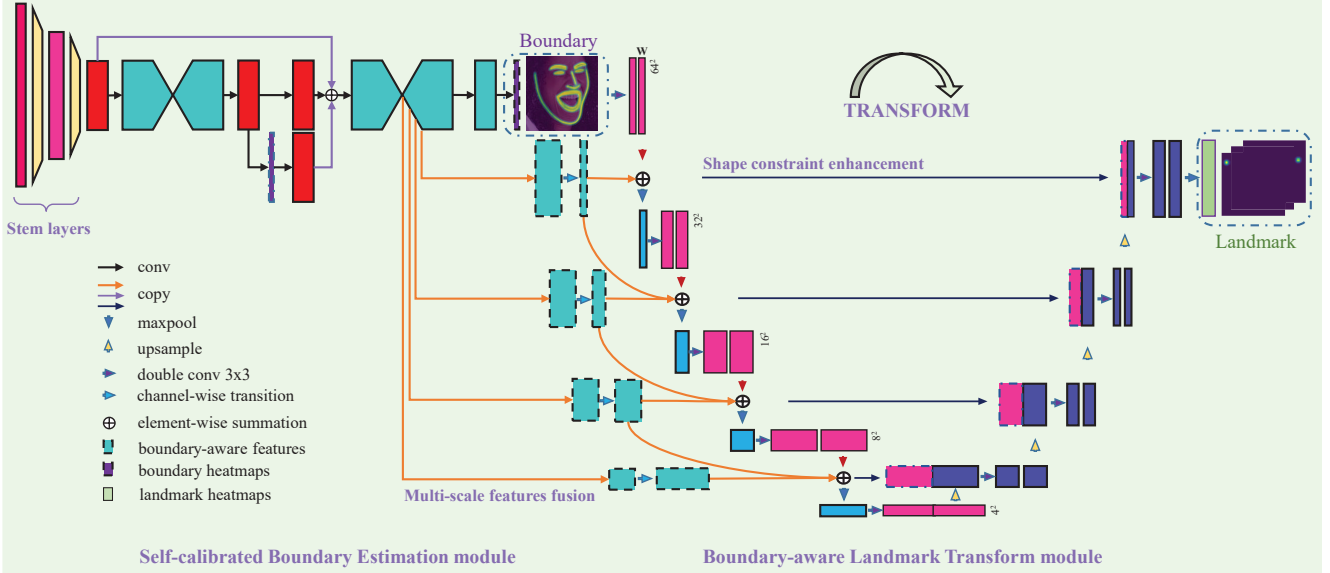 Boundary
W
64²
TRANSFORM
Shape constraint enhancement
Stem layers
32²
Landmark
conv
copy
maxpool
upsample
16²
double conv 3x3
channel-wise transition
element-wise summation
8²
boundary-aware features
boundary heatmaps
landmark heatmaps
Multi-scale features fusion
4²
Self-calibrated Boundary Estimation module
Boundary-aware Landmark Transform module